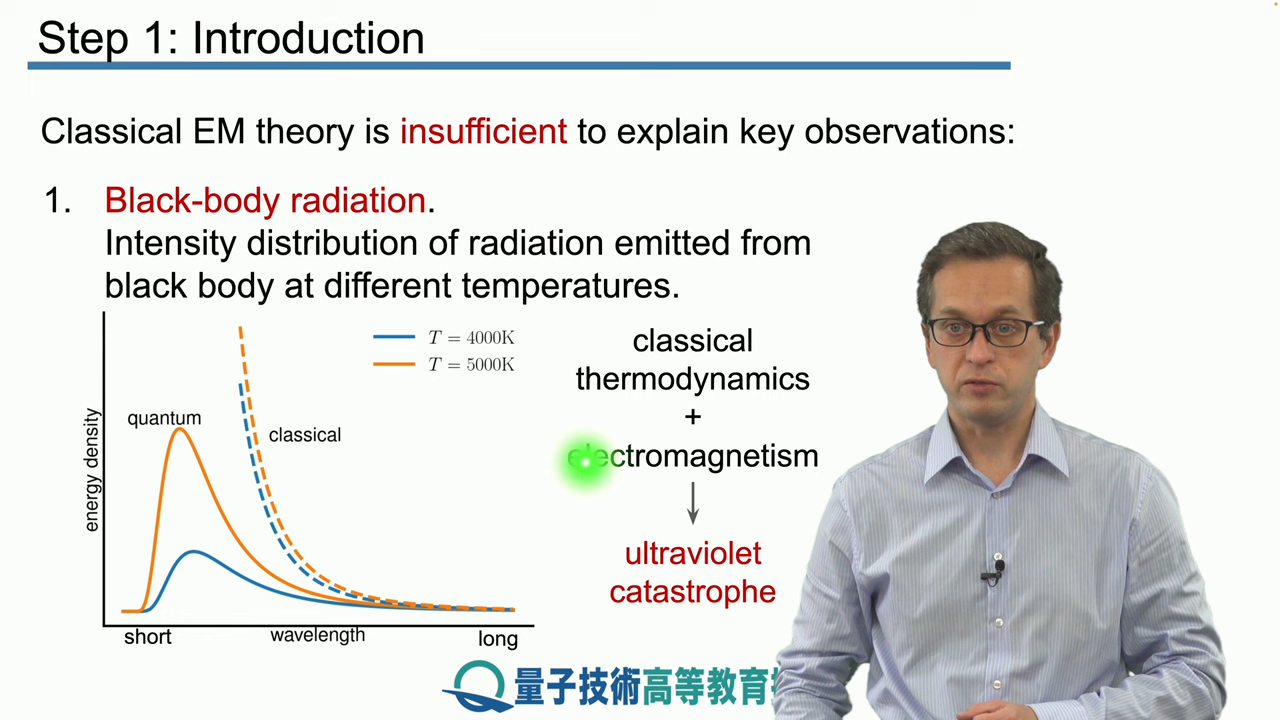 Step 1: Introduction
Classical EM theory is insufficient to explain key observations:
1. Black-body radiation.
Intensity distribution of radiation emitted from
black body at different temperatures.
T = 4000K
T = 5000K
quantum
classical
energy density
short
wavelength
long
classical
thermodynamics
+
electromagnetism
ultraviolet
catastrophe
量子技術高等教育